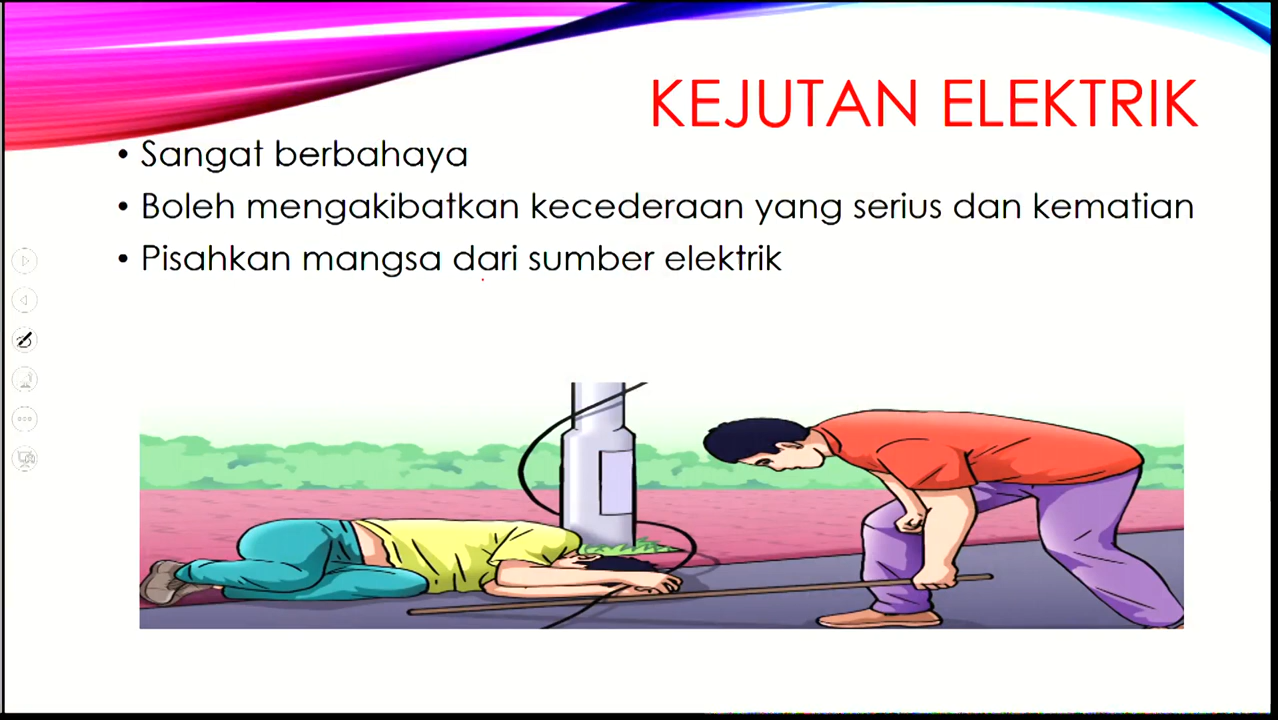 KEJUTAN ELEKTRIK
• Sangat berbahaya
• Boleh mengakibatkan kecederaan yang serius dan kematian
• Pisahkan mangsa dari sumber elektrik